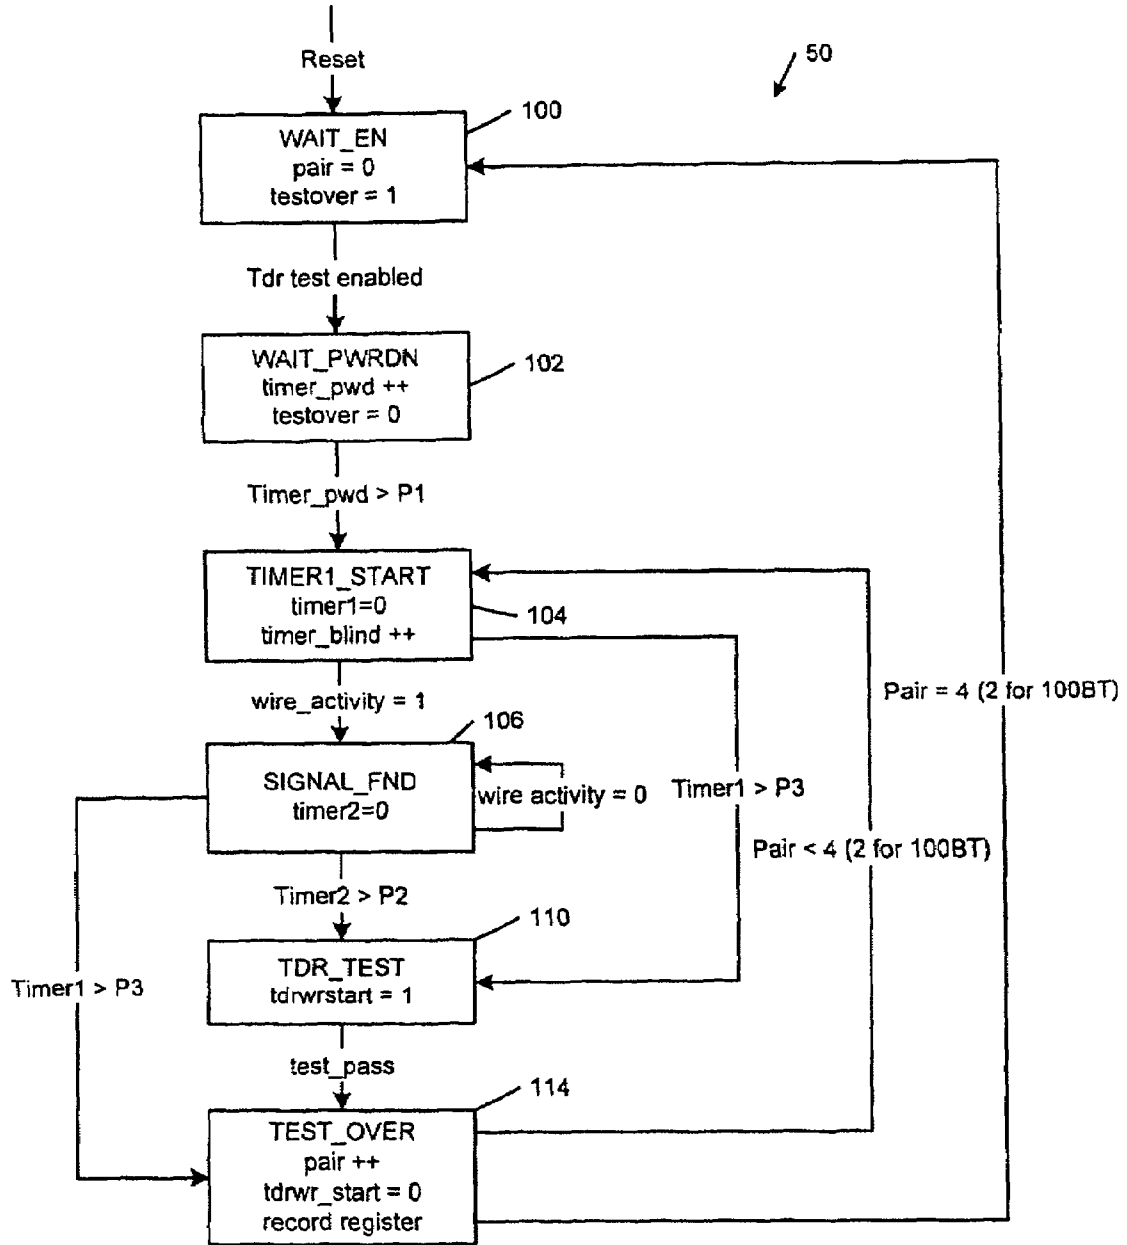 Reset
50
100
WAIT_EN
pair = 0
testover = 1
Tdr test enabled
WAIT_PWRDN
timer_pwd ++
testover = 0
102
Timer_pwd > P1
TIMER1_START
timer1=0
timer_blind ++
104
wire_activity = 1
106
SIGNAL_FND
timer2=0
wire activity = 0
Timer1 > P3
Pair = 4 (2 for 100BT)
Pair < 4 (2 for 100BT)
Timer2 > P2
110
TDR_TEST
tdrwrstart = 1
Timer1 > P3
test_pass
114
TEST_OVER
pair ++
tdrwr_start = 0
record register